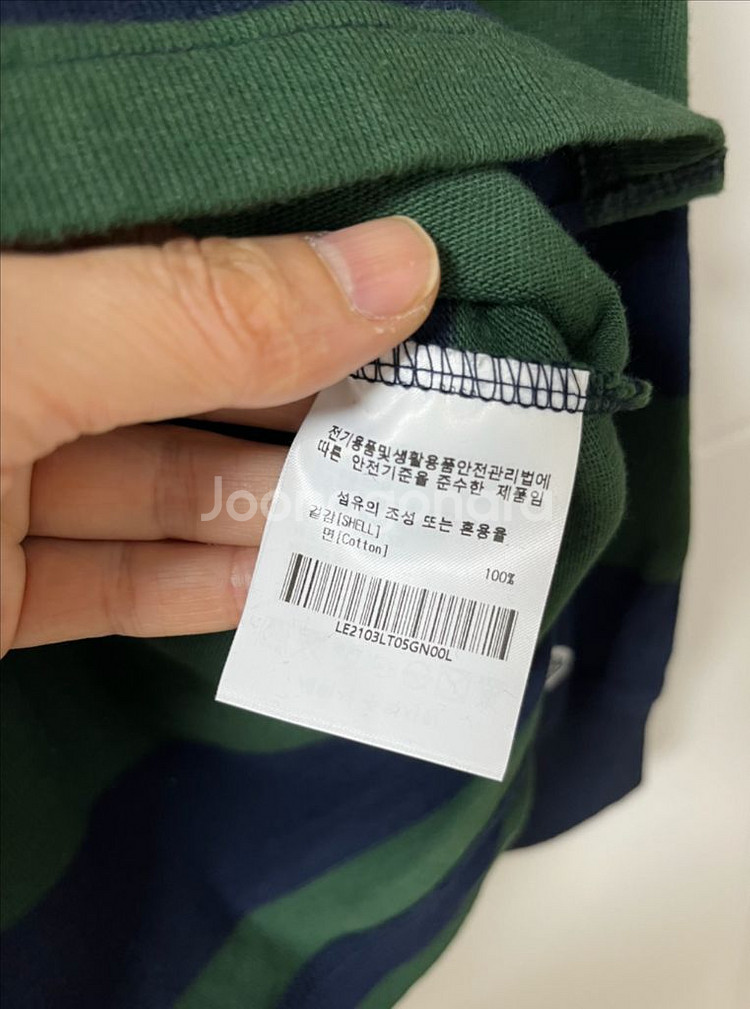 전기용품및생활용품안전관리법에
따른 안전기준을 준수한 제품임
Joongonara
섬유의 조성 또는 혼용율
겉감[SHELL]
면[Cotton]
100%
LE2103LT05GN00L